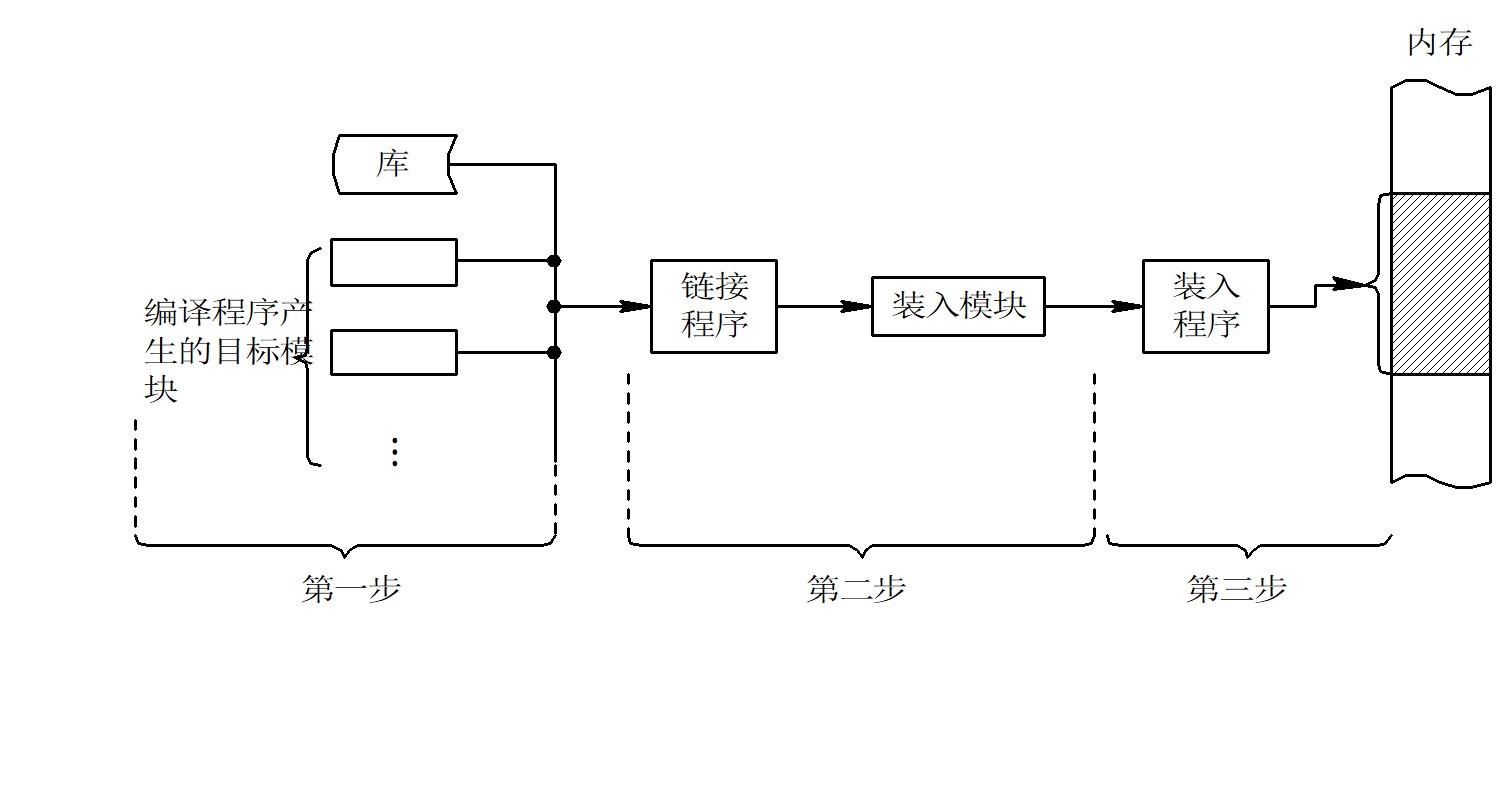 内存
库
编译程序产
生的目标模
块
链接
程序
装入模块
装入
程序
第一步
第二步
第三步